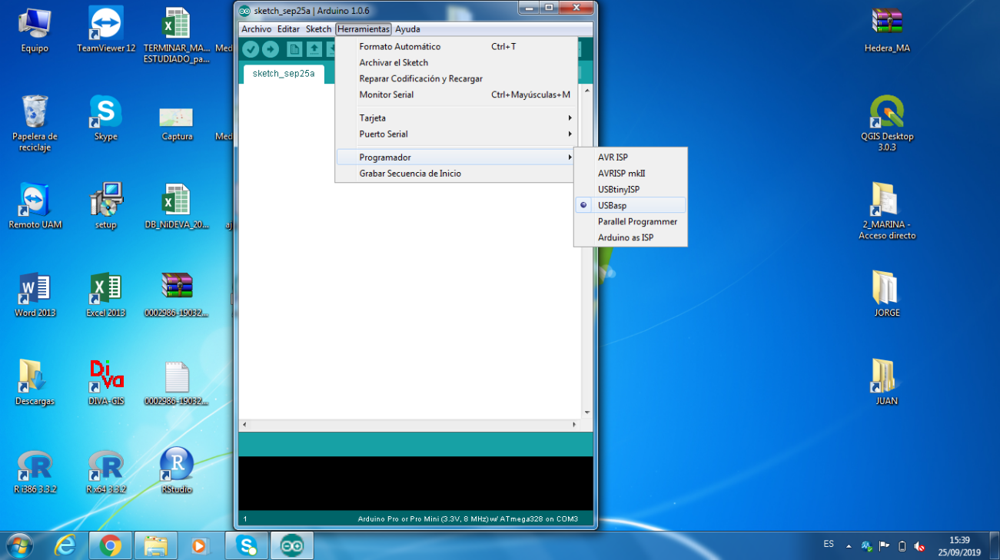 sketch_sep25a | Arduino 1.0.6
Archivo Editar Sketch Herramientas Ayuda
sketch_sep25a
Formato Automático Ctrl+T
Archivar el Sketch
Reparar Codificación y Recargar
Monitor Serial Ctrl+Mayúsculas+M
Tarjeta
Puerto Serial
Programador
Grabar Secuencia de Inicio
AVR ISP
AVRISP mkII
USBtinyISP
USBasp
Parallel Programmer
Arduino as ISP
1 Arduino Pro or Pro Mini (3.3V, 8 MHz) w/ ATmega328 on COM3
Equipo
TeamViewer 12
TERMINAR_MA...
ESTUDIADO_pa...
Med
Papelera de
reciclaje
Skype
Captura
Med
Remoto UAM
setup
DB_NiDEVA_20...
aj
Word 2013
Excel 2013
0002986-19032...
Descargas
Diva
DIVA-GIS
0002986-19032...
R i386 3.3.2
R x64 3.3.2
RStudio
Hedera_MA
QGIS Desktop
3.0.3
2_MARINA -
Acceso directo
JORGE
JUAN
ES
15:39
25/09/2019